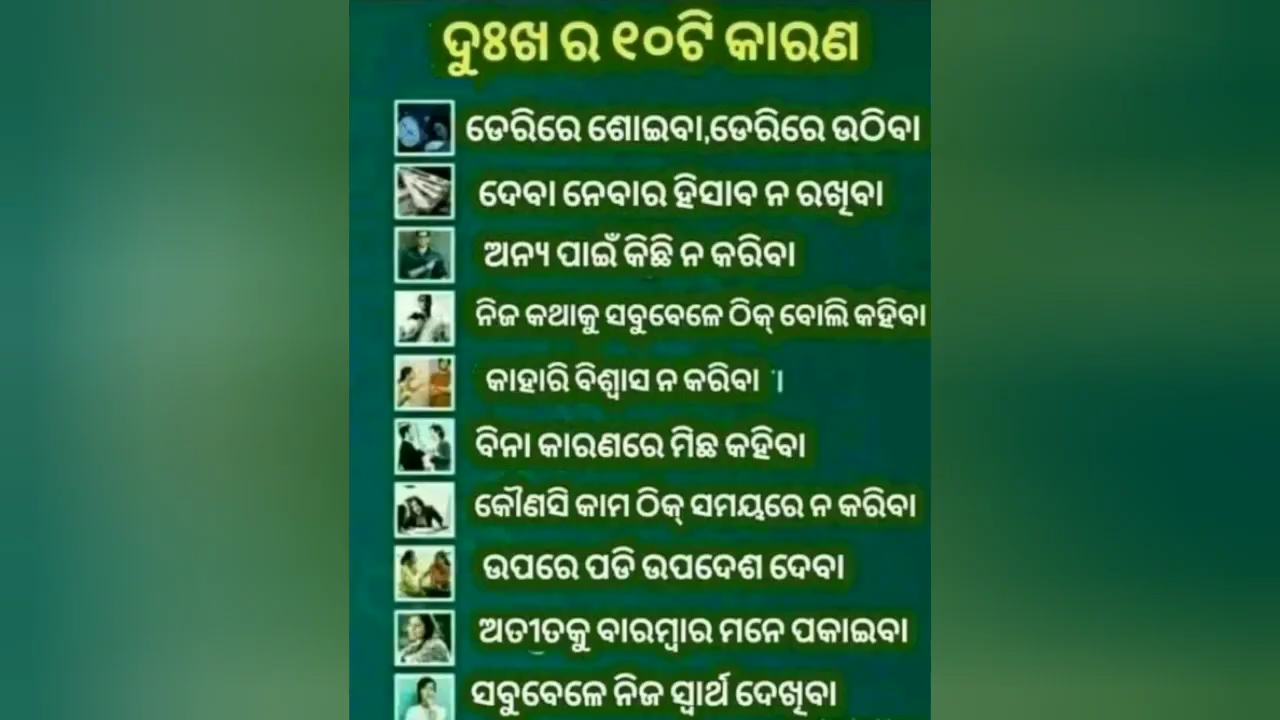 ଦୁଃଖ ର ୧୦ଟି କାରଣ
ଡେରିରେ ଶୋଇବା,ଡେରିରେ ଉଠିବା
ଦେବା ନେବାର ହିସାବ ନ ରଖିବା
ଅନ୍ୟ ପାଇଁ କିଛି ନ କରିବା
ନିଜ କଥାକୁ ସବୁବେଳେ ଠିକ୍ ବୋଲି କହିବା
କାହାରି ବିଶ୍ୱାସ ନ କରିବା ।
ବିନା କାରଣରେ ମିଛ କହିବା
କୌଣସି କାମ ଠିକ୍ ସମୟରେ ନ କରିବା
ଉପରେ ପଡି ଉପଦେଶ ଦେବା
ଅତୀତକୁ ବାରମ୍ବାର ମନେ ପକାଇବା
ସବୁବେଳେ ନିଜ ସ୍ୱାର୍ଥ ଦେଖିବା